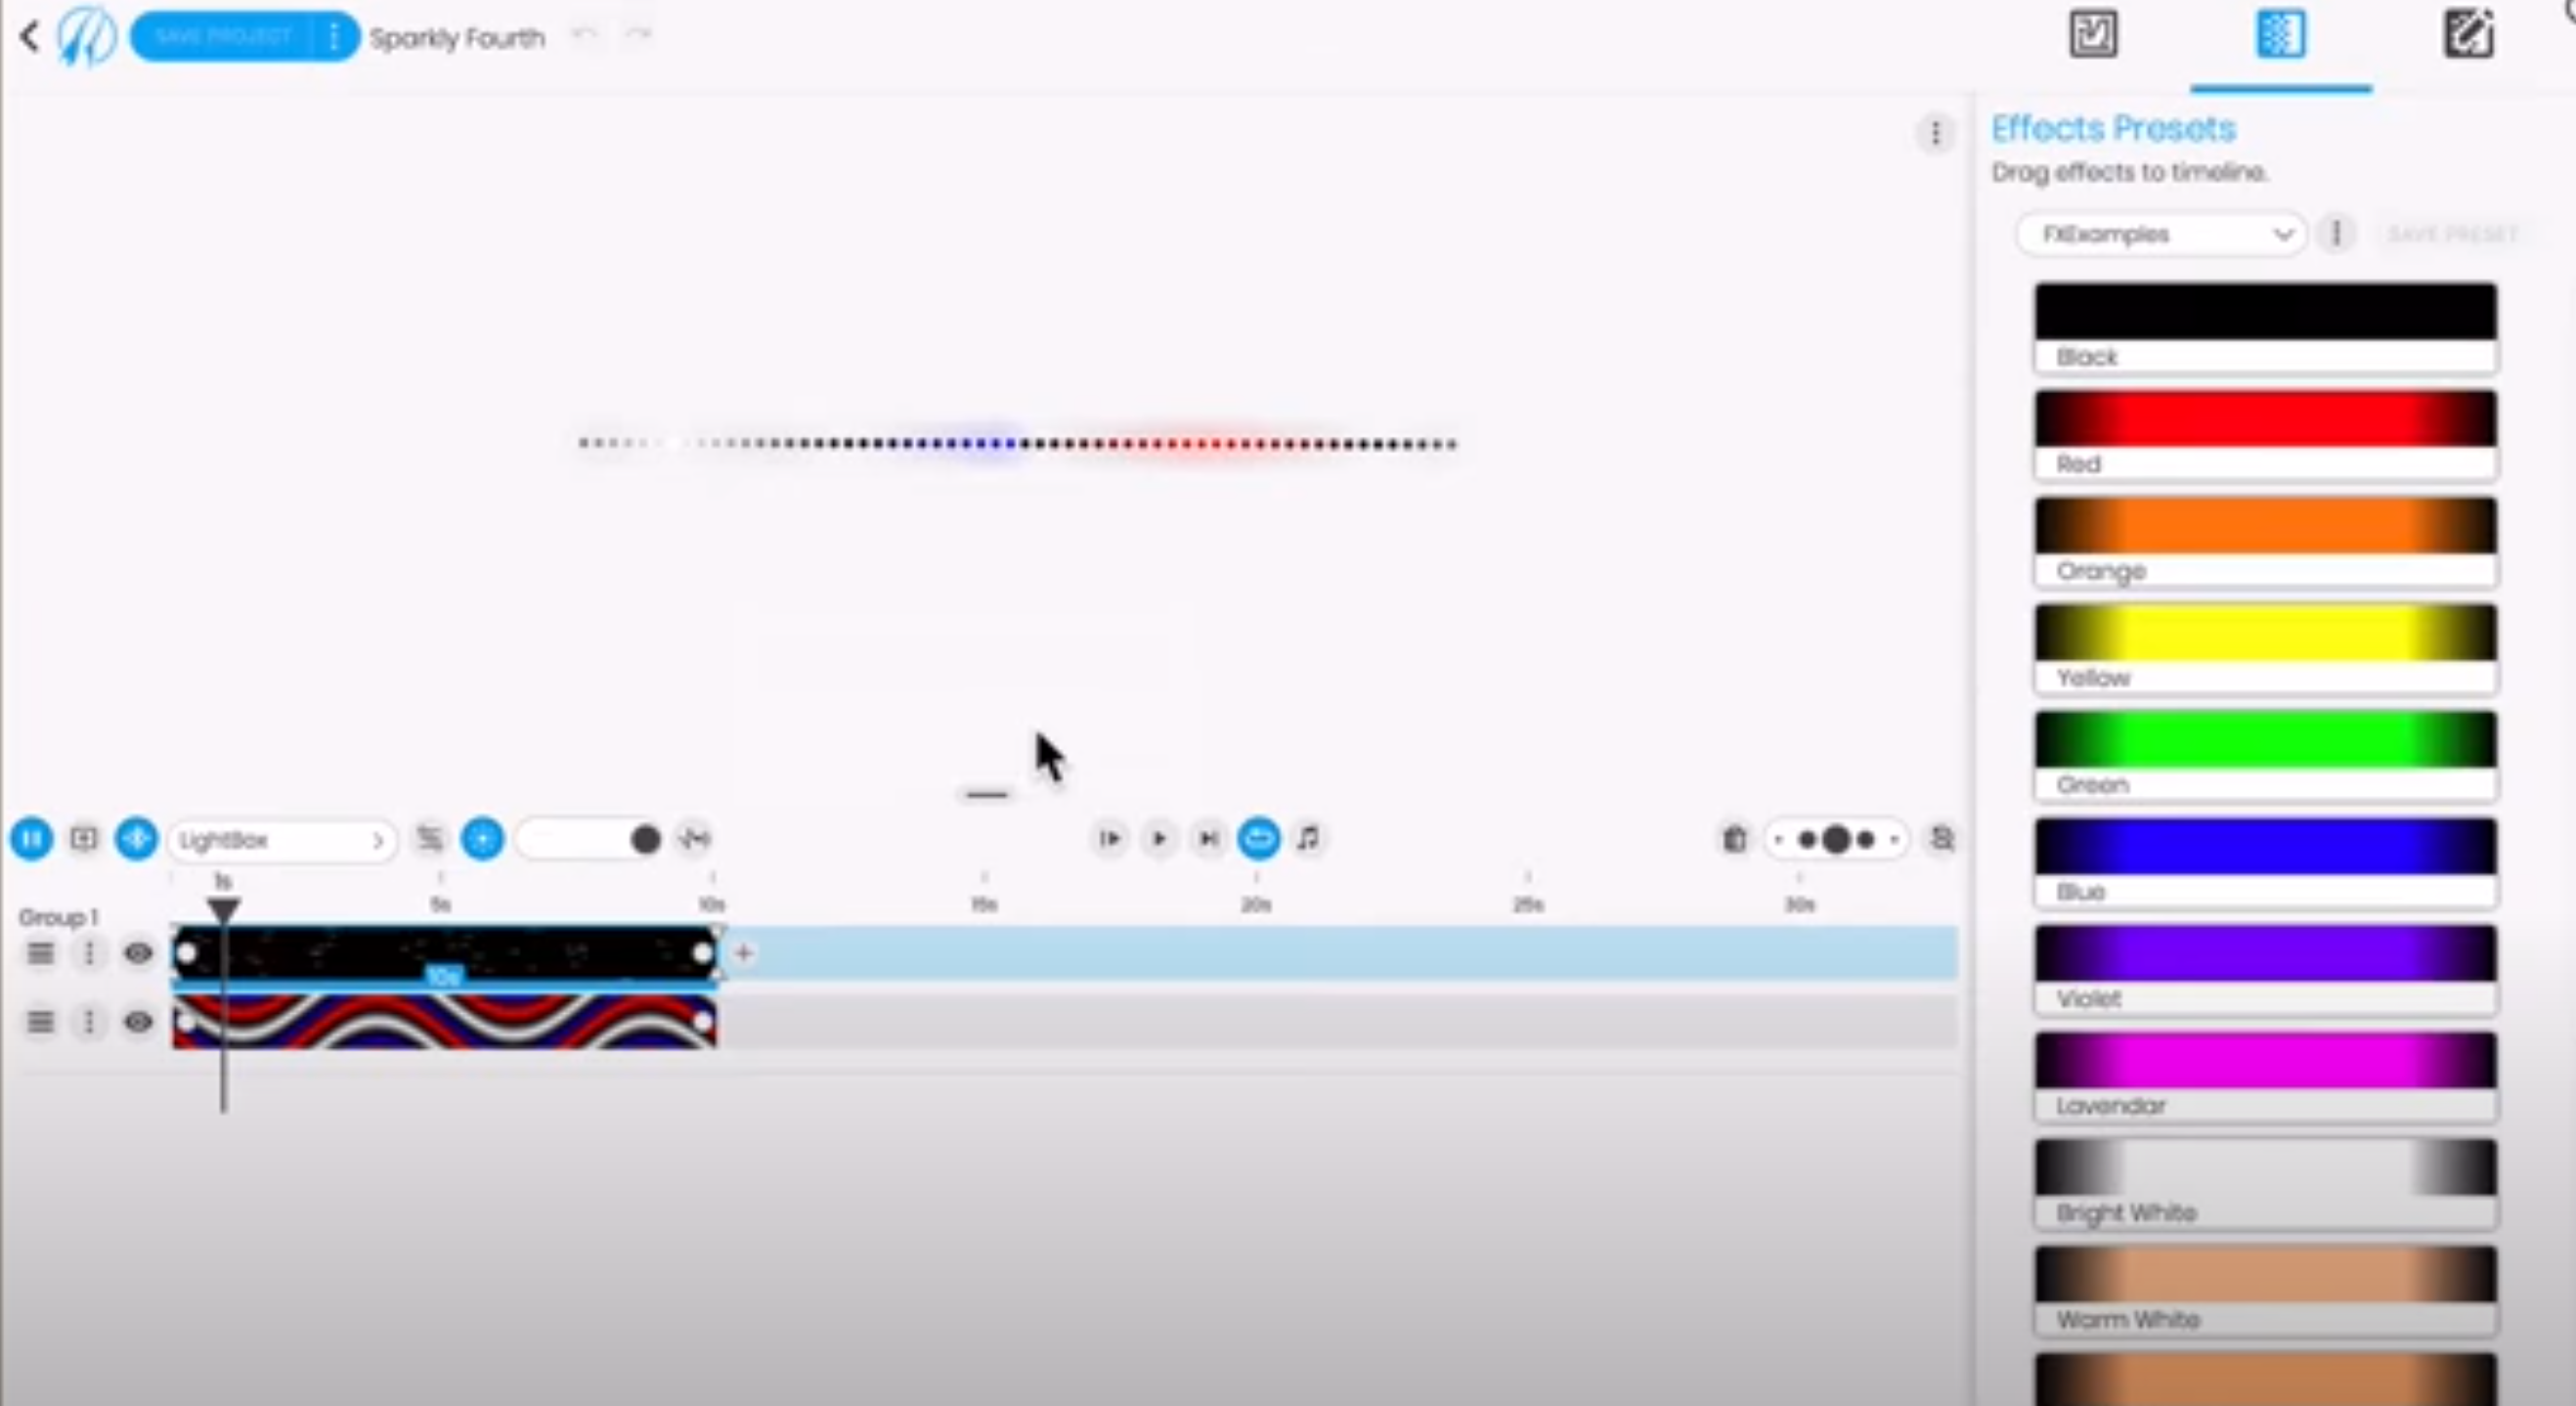 SAVE PROJECT
Sparkly Fourth
Effects Presets
Drag effects to timeline.
FXExamples
SAVE PRESET
Black
Red
Orange
Yellow
Green
Blue
Violet
Lavendar
Bright White
Warm White
LightBox
1s
5s
10s
15s
20s
25s
30s
Group 1
10s